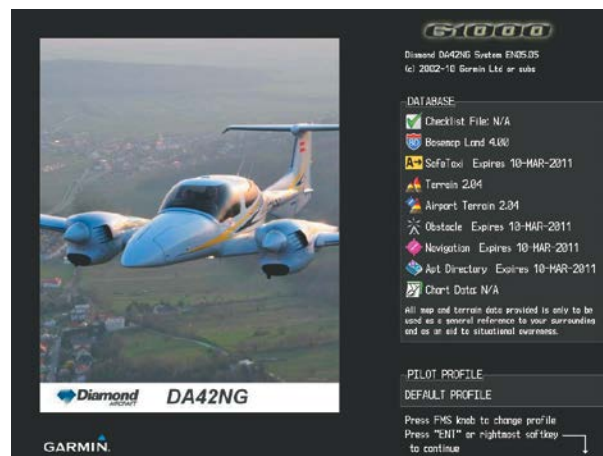 G1000
Diamond DA42NG System EN05.05
(c) 2002-10 Garmin Ltd or subs
DATABASE
Checklist File: N/A
Basemap Land 4.00
A→ SafeTaxi Expires 10-MAR-2011
Terrain 2.04
Airport Terrain 2.04
Obstacle Expires 10-MAR-2011
Navigation Expires 10-MAR-2011
Apt Directory Expires 10-MAR-2011
Chart Data: N/A
All map and terrain data provided is only to be
used as a general reference to your surrounding
and as an aid to situational awareness.
PILOT PROFILE
DEFAULT PROFILE
Press FMS knob to change profile
Press "ENT" or rightmost softkey
to continue
Diamond
AIRCRAFT
DA42NG
GARMIN.